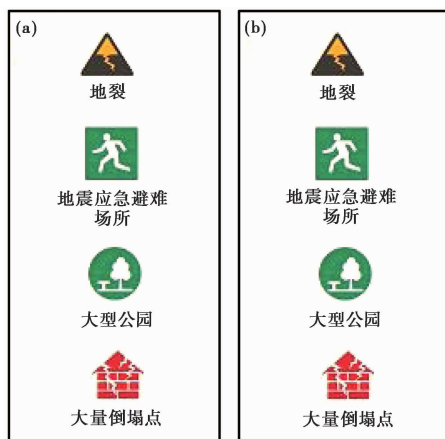 (a)
地裂
地震应急避难
场所
大型公园
大量倒塌点
(b)
地裂
地震应急避难
场所
大型公园
大量倒塌点